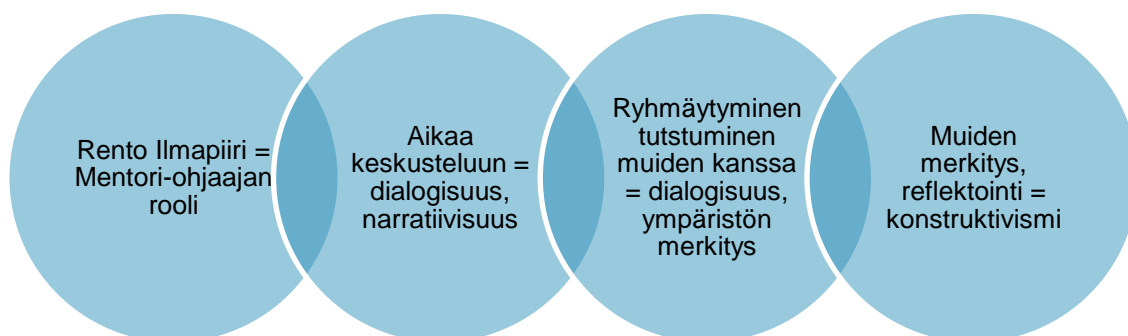 Rento Ilmapiiri =
Mentori-ohjaajan
rooli
Aikaa
keskusteluun =
dialogisuus,
narratiivisuus
Ryhmäytyminen
tutstuminen
muiden kanssa
= dialogisuus,
ympäristön
merkitys
Muiden
merkitys,
reflektointi =
konstruktivismi